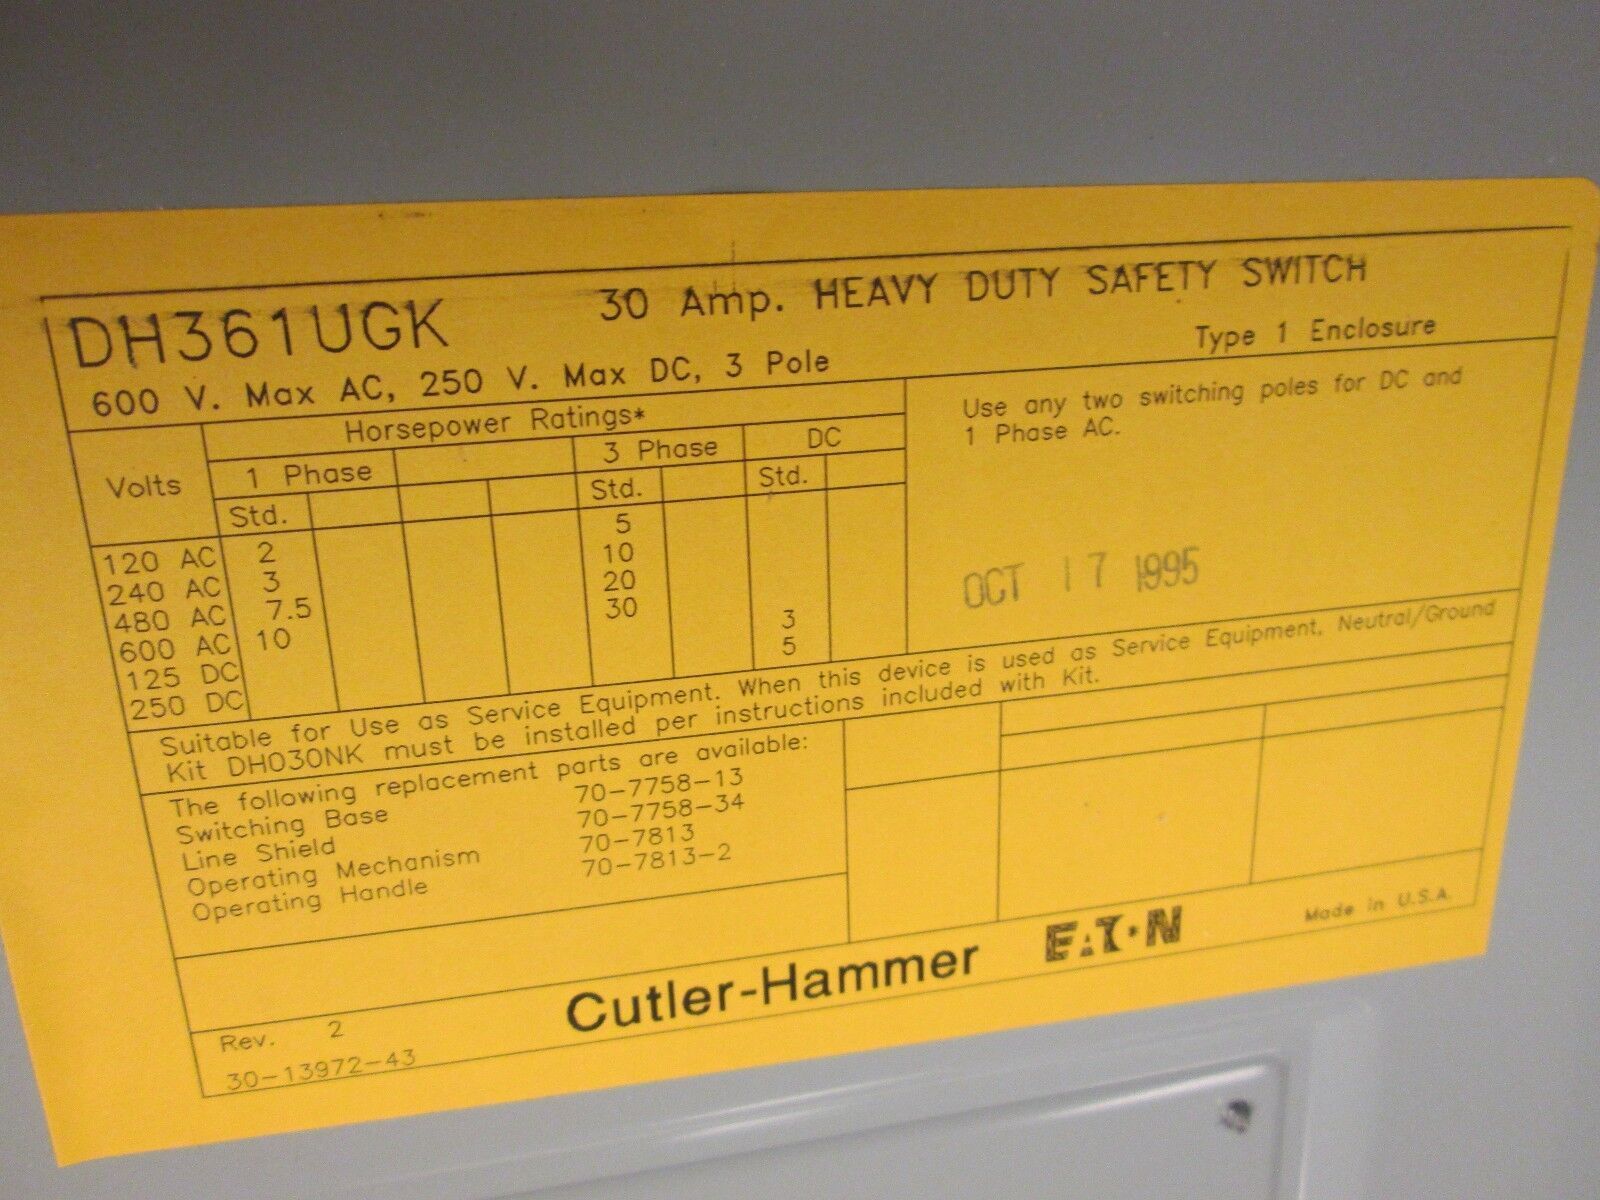 DH361UGK 30 Amp. HEAVY DUTY SAFETY SWITCH
600 V. Max AC, 250 V. Max DC, 3 Pole Type 1 Enclosure
Horsepower Ratings*
Volts 1 Phase 3 Phase DC
Std. Std. Std.
120 AC 2 5
240 AC 3 10
480 AC 7.5 20
600 AC 10 30
125 DC 3
250 DC 5
Use any two switching poles for DC and
1 Phase AC.
OCT 17 1995
Suitable for Use as Service Equipment. When this device is used as Service Equipment, Neutral/Ground
Kit DH030NK must be installed per instructions included with Kit.
The following replacement parts are available:
Switching Base 70-7758-13
Line Shield 70-7758-34
Operating Mechanism 70-7813
Operating Handle 70-7813-2
Cutler-Hammer EATON Made in U.S.A.
Rev. 2
30-13972-43